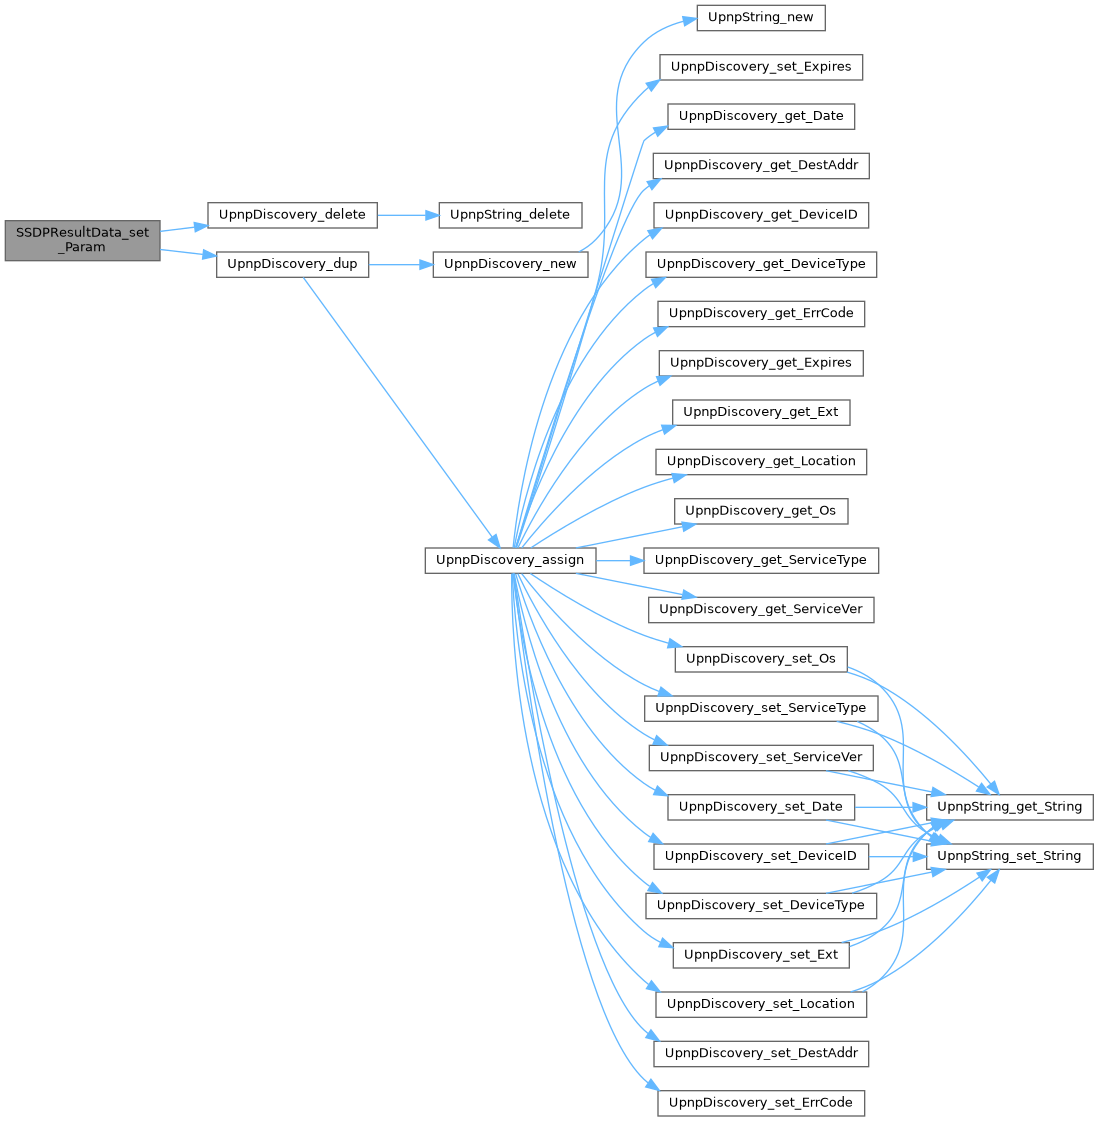 SSDPResultData_set
_Param
UpnpDiscovery_delete
UpnpString_delete
UpnpDiscovery_dup
UpnpDiscovery_new
UpnpDiscovery_assign
UpnpString_new
UpnpDiscovery_set_Expires
UpnpDiscovery_get_Date
UpnpDiscovery_get_DestAddr
UpnpDiscovery_get_DeviceID
UpnpDiscovery_get_DeviceType
UpnpDiscovery_get_ErrCode
UpnpDiscovery_get_Expires
UpnpDiscovery_get_Ext
UpnpDiscovery_get_Location
UpnpDiscovery_get_Os
UpnpDiscovery_get_ServiceType
UpnpDiscovery_get_ServiceVer
UpnpDiscovery_set_Os
UpnpDiscovery_set_ServiceType
UpnpDiscovery_set_ServiceVer
UpnpDiscovery_set_Date
UpnpDiscovery_set_DeviceID
UpnpDiscovery_set_DeviceType
UpnpDiscovery_set_Ext
UpnpDiscovery_set_Location
UpnpDiscovery_set_DestAddr
UpnpDiscovery_set_ErrCode
UpnpString_get_String
UpnpString_set_String